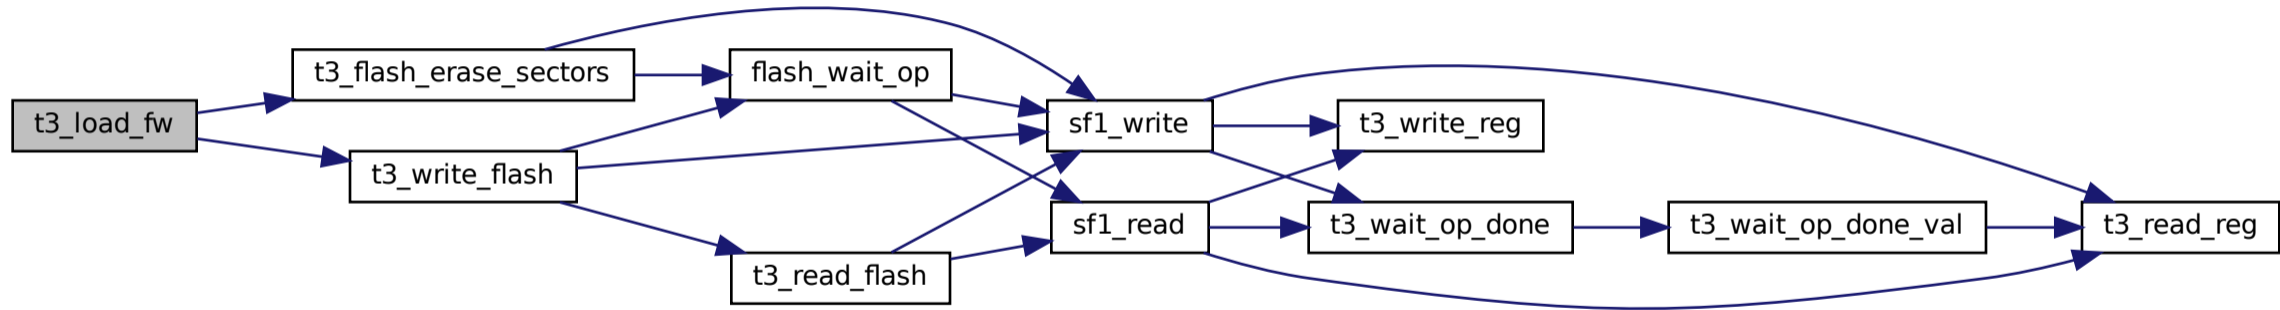 t3_load_fw
t3_flash_erase_sectors
t3_write_flash
flash_wait_op
t3_read_flash
sf1_write
sf1_read
t3_write_reg
t3_wait_op_done
t3_wait_op_done_val
t3_read_reg